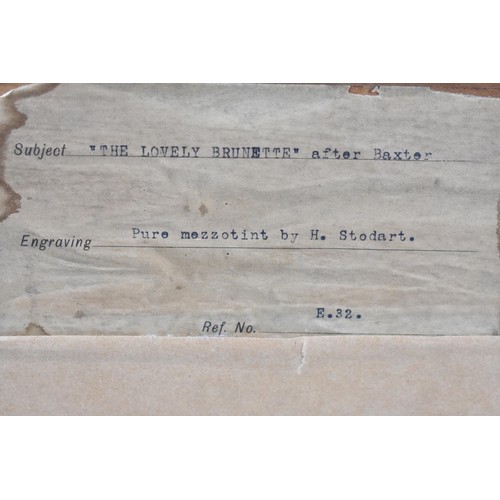 Subject "THE LOVELY BRUNETTE" after Baxter
Engraving Pure mezzotint by H. Stodart.
Ref. No. E.32.